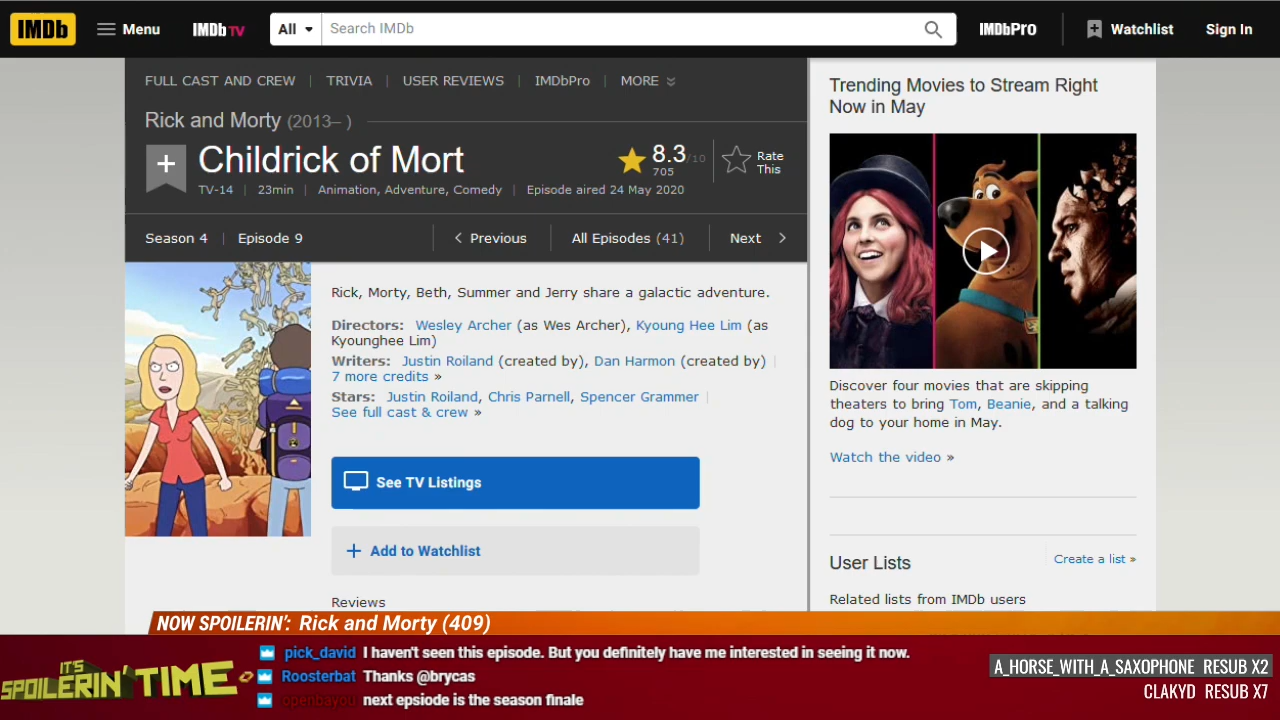 IMDb
Menu
IMDb TV
All
Search IMDb
IMDbPro
Watchlist
Sign In
FULL CAST AND CREW | TRIVIA | USER REVIEWS | IMDbPro | MORE
Rick and Morty (2013– )
+ Childrick of Mort
8.3/10
705
Rate This
TV-14 | 23min | Animation, Adventure, Comedy | Episode aired 24 May 2020
Season 4 | Episode 9
Previous
All Episodes (41)
Next
Rick, Morty, Beth, Summer and Jerry share a galactic adventure.
Directors: Wesley Archer (as Wes Archer), Kyoung Hee Lim (as
Kyounghee Lim)
Writers: Justin Roiland (created by), Dan Harmon (created by) |
7 more credits »
Stars: Justin Roiland, Chris Parnell, Spencer Grammer |
See full cast & crew »
See TV Listings
+ Add to Watchlist
Reviews
Trending Movies to Stream Right
Now in May
Discover four movies that are skipping
theaters to bring Tom, Beanie, and a talking
dog to your home in May.
Watch the video »
User Lists
Create a list »
Related lists from IMDb users
NOW SPOILERIN': Rick and Morty (409)
IT'S
SPOILERIN' TIME
pick_david I haven't seen this episode. But you definitely have me interested in seeing it now.
Roosterbat Thanks @brycas
openbayou next epsiode is the season finale
A_HORSE_WITH_A_SAXOPHONE RESUB X2
CLAKYD RESUB X7